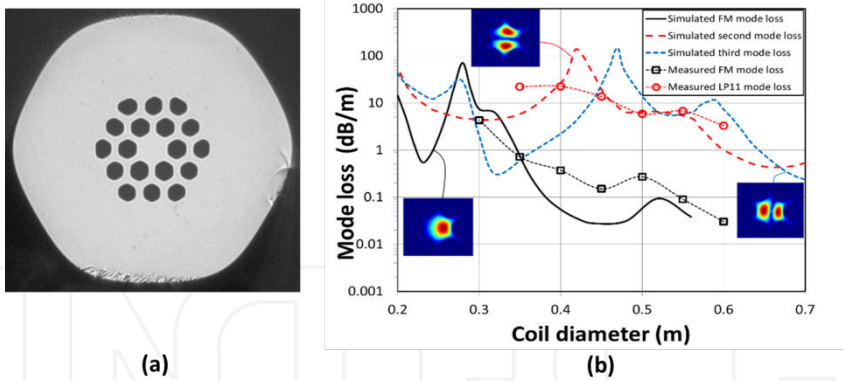 1000
100
10
1
0.1
0.01
0.001
Mode loss (dB/m)
Simulated FM mode loss
Simulated second mode loss
Simulated third mode loss
Measured FM mode loss
Measured LP11 mode loss
0.2 0.3 0.4 0.5 0.6 0.7
Coil diameter (m)
(a) (b)